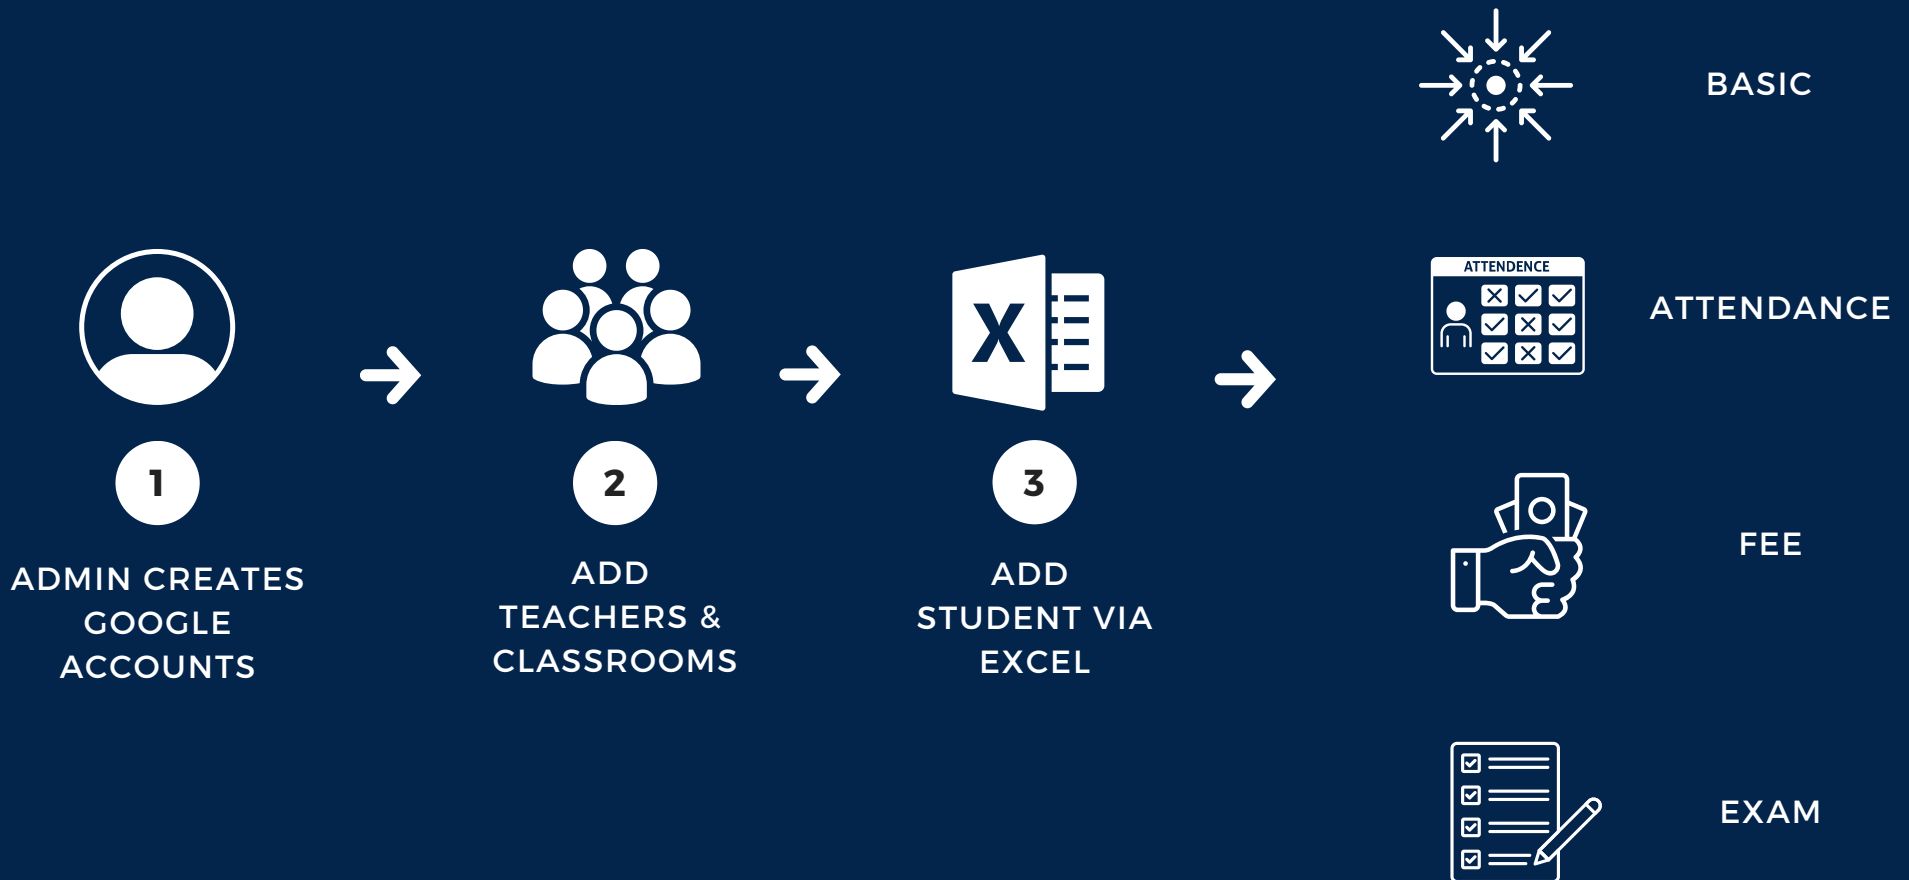 1
ADMIN CREATES
GOOGLE
ACCOUNTS
2
ADD
TEACHERS &
CLASSROOMS
X
3
ADD
STUDENT VIA
EXCEL
BASIC
ATTENDENCE
ATTENDANCE
FEE
EXAM